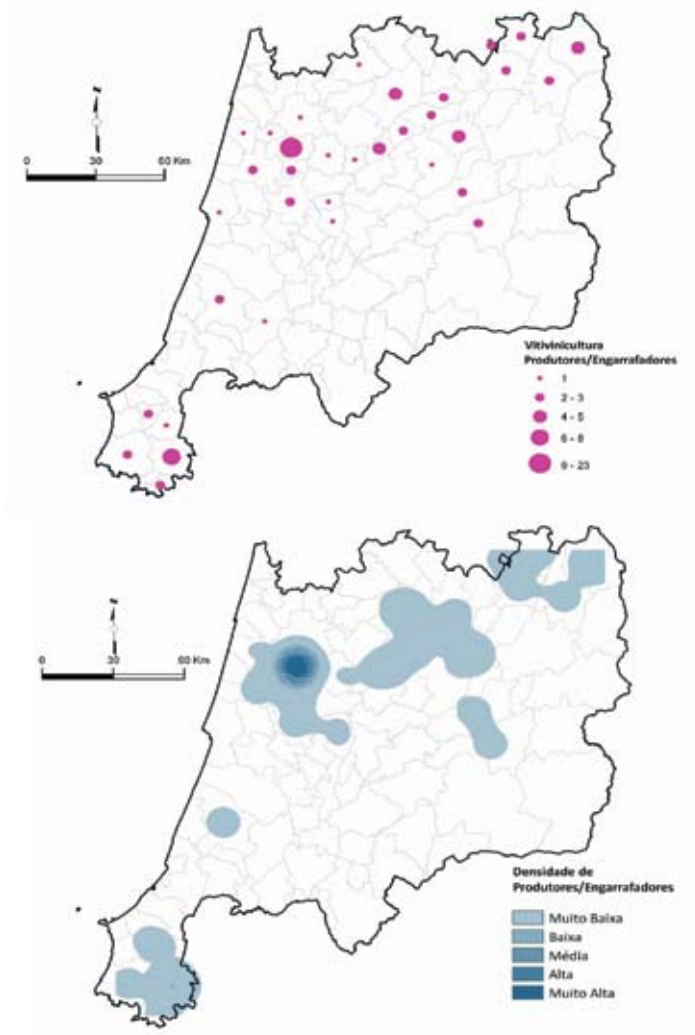 N
0 30 60 Km
Vitivinicultura
Produtores/Engarrafadores
1
2 - 3
4 - 5
6 - 8
9 - 23
N
0 30 60 Km
Densidade de
Produtores/Engarrafadores
Muito Baixa
Baixa
Média
Alta
Muito Alta